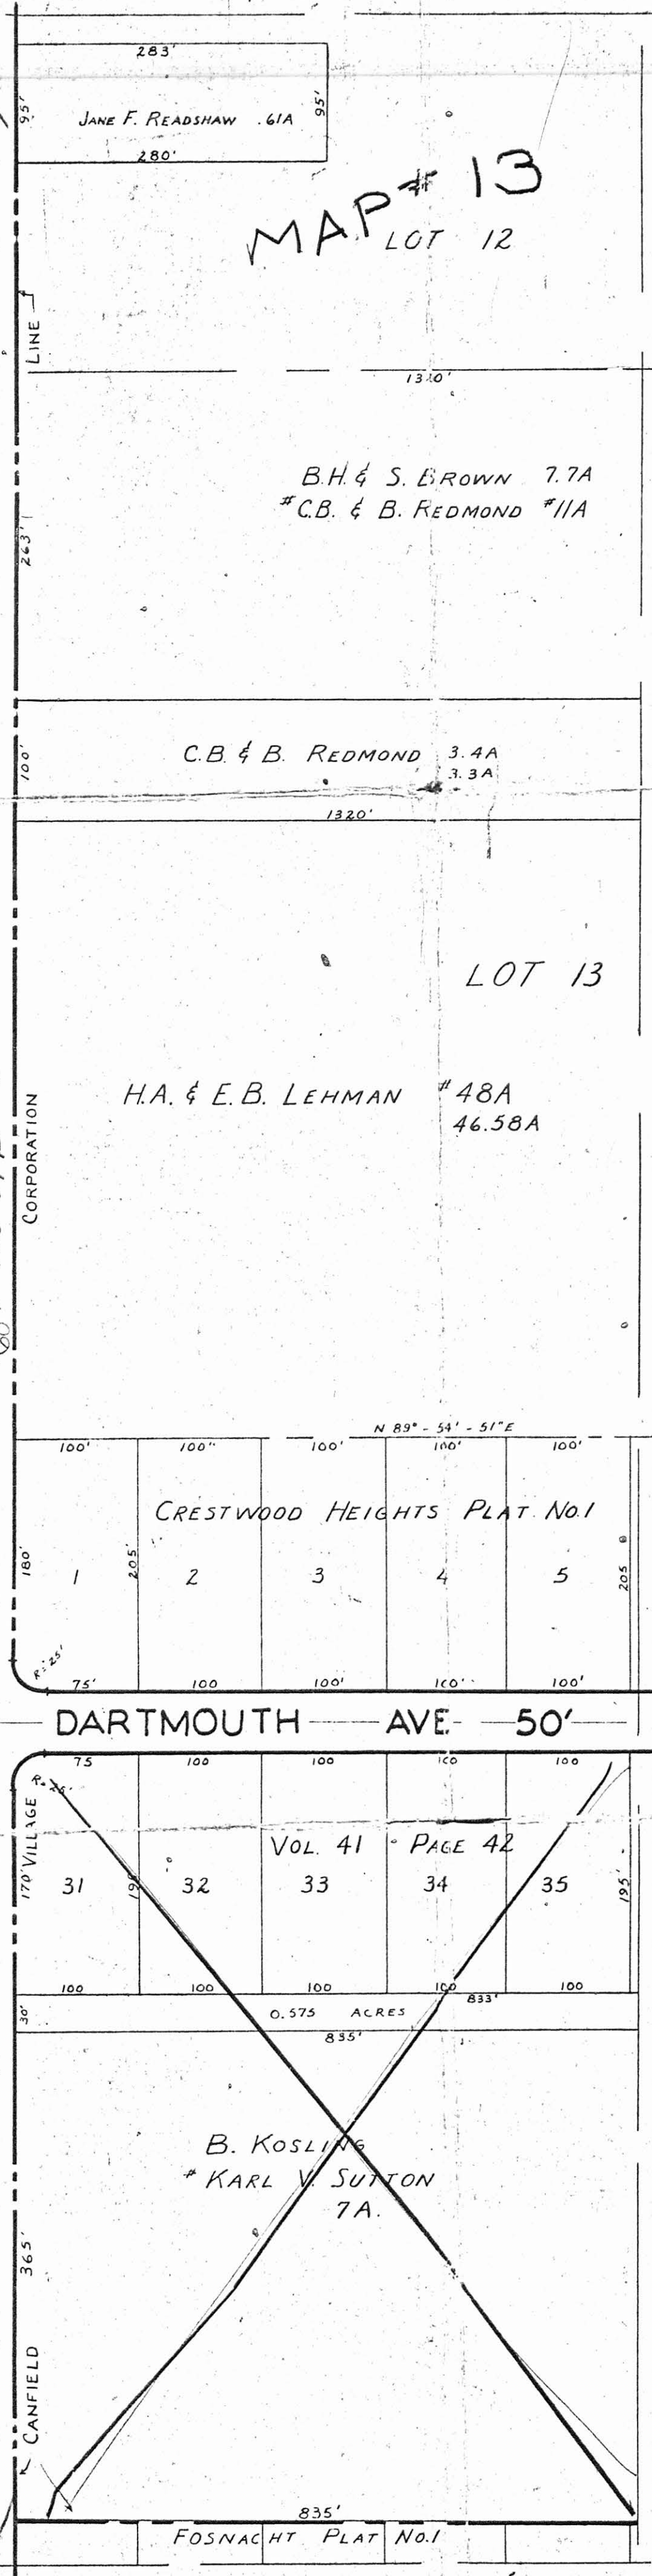 283'
95'
JANE F. READSHAW .61A
95'
280'
MAP # 13
LOT 12
LINE
1310'
B.H. & S. BROWN 7.7A
#C.B. & B. REDMOND #11A
263'
100'
C.B. & B. REDMOND 3.4A
3.3A
1320'
LOT 13
H.A. & E.B. LEHMAN #48A
46.58A
CORPORATION
N 89° - 54' - 51" E
100' 100" 100' 100' 100'
CRESTWOOD HEIGHTS PLAT. NO.1
180' 1 205' 2 3 4 5 205
R=25'
75' 100 100' 100' 100'
DARTMOUTH AVE 50'
75 100 100 100 100
R=25'
VILLAGE
VOL. 41 PAGE 42
170' 31 195 32 33 34 35 195'
100 100 100 100 100
833'
30' 0.575 ACRES
835'
B. KOSLING
# KARL V. SUTTON
7A.
365'
CANFIELD
835'
FOSNACHT PLAT NO.1